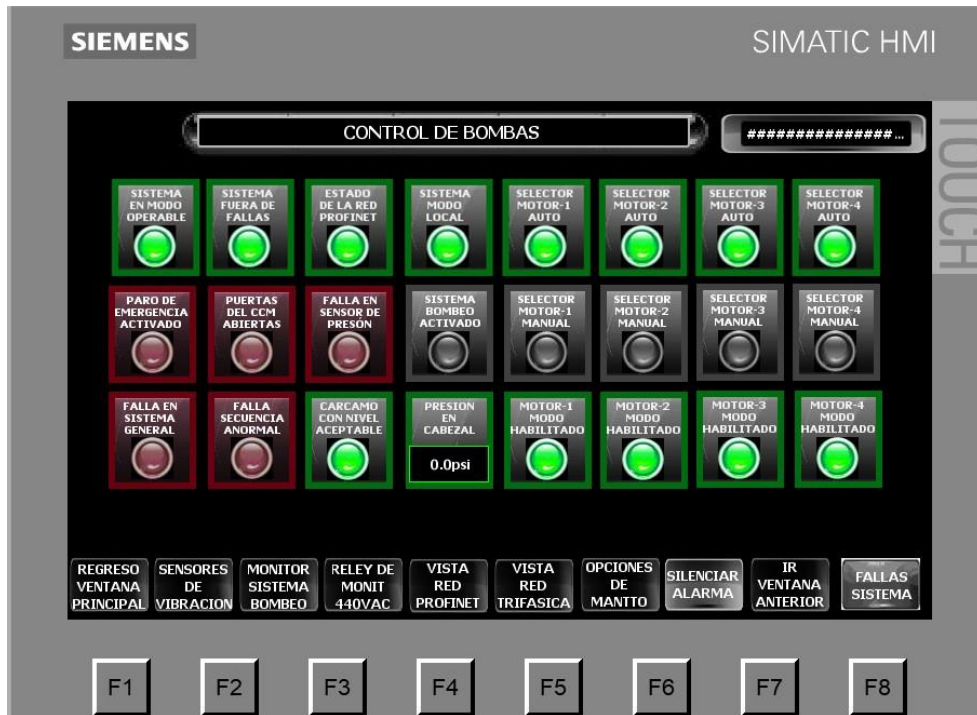 SIEMENS
SIMATIC HMI
TOUCH
CONTROL DE BOMBAS
###############...
SISTEMA
EN MODO
OPERABLE
SISTEMA
FUERA DE
FALLAS
ESTADO
DE LA RED
PROFINET
SISTEMA
MODO
LOCAL
SELECTOR
MOTOR-1
AUTO
SELECTOR
MOTOR-2
AUTO
SELECTOR
MOTOR-3
AUTO
SELECTOR
MOTOR-4
AUTO
PARO DE
EMERGENCIA
ACTIVADO
PUERTAS
DEL CCM
ABIERTAS
FALLA EN
SENSOR DE
PRESÓN
SISTEMA
BOMBEO
ACTIVADO
SELECTOR
MOTOR-1
MANUAL
SELECTOR
MOTOR-2
MANUAL
SELECTOR
MOTOR-3
MANUAL
SELECTOR
MOTOR-4
MANUAL
FALLA EN
SISTEMA
GENERAL
FALLA
SECUENCIA
ANORMAL
CARCAMO
CON NIVEL
ACEPTABLE
PRESION
EN
CABEZAL
0.0psi
MOTOR-1
MODO
HABILITADO
MOTOR-2
MODO
HABILITADO
MOTOR-3
MODO
HABILITADO
MOTOR-4
MODO
HABILITADO
REGRESO
VENTANA
PRINCIPAL
SENSORES
DE
VIBRACION
MONITOR
SISTEMA
BOMBEO
RELEY DE
MONIT
440VAC
VISTA
RED
PROFINET
VISTA
RED
TRIFASICA
OPCIONES
DE
MANTTO
SILENCIAR
ALARMA
IR
VENTANA
ANTERIOR
FALLAS
SISTEMA
F1
F2
F3
F4
F5
F6
F7
F8